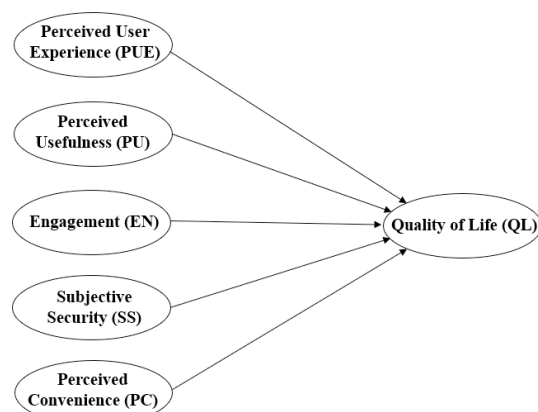 Perceived User
Experience (PUE)
Perceived
Usefulness (PU)
Engagement (EN)
Quality of Life (QL)
Subjective
Security (SS)
Perceived
Convenience (PC)